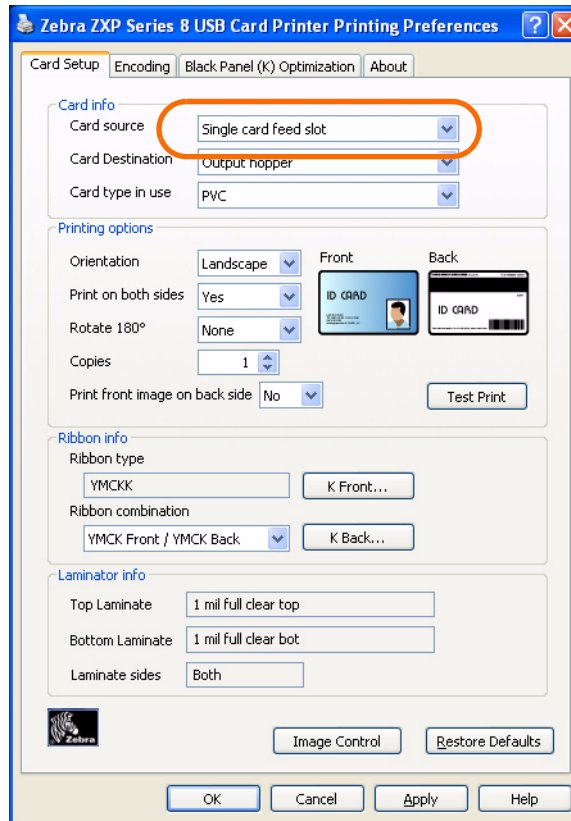 Zebra ZXP Series 8 USB Card Printer Printing Preferences
Card Setup Encoding Black Panel (K) Optimization About
Card info
Card source Single card feed slot
Card Destination Output hopper
Card type in use PVC
Printing options
Orientation Landscape Front Back
Print on both sides Yes
ID CARD ID CARD
Rotate 180° None
Copies 1
Print front image on back side No Test Print
Ribbon info
Ribbon type
YMCKK K Front...
Ribbon combination
YMCK Front / YMCK Back K Back...
Laminator info
Top Laminate 1 mil full clear top
Bottom Laminate 1 mil full clear bot
Laminate sides Both
Zebra
Image Control Restore Defaults
OK Cancel Apply Help